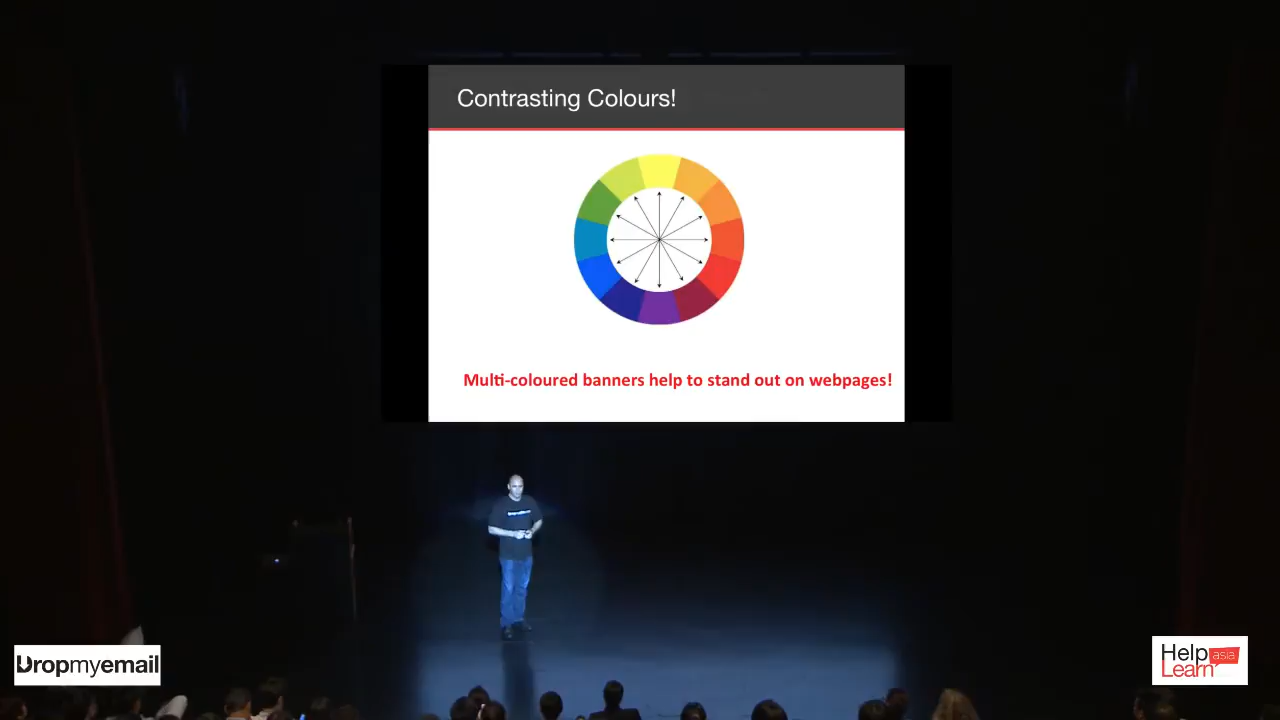 Contrasting Colours!
Multi-coloured banners help to stand out on webpages!
Dropmyemail
Help
asia
Learn